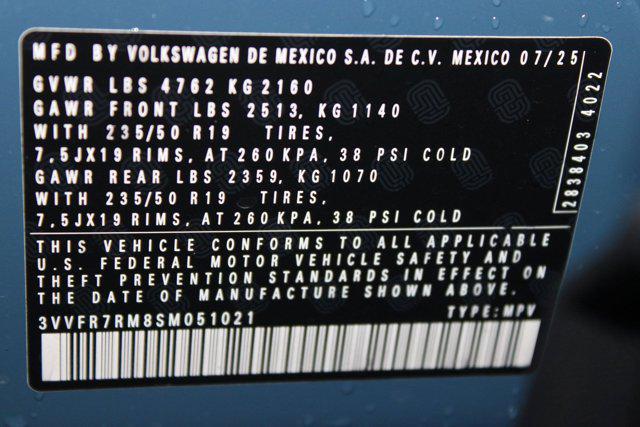 MFD BY VOLKSWAGEN DE MEXICO S.A. DE C.V. MEXICO 07/25
GVWR LBS 4762 KG 2160
GAWR FRONT LBS 2513, KG 1140
WITH 235/50 R19 TIRES,
7,5JX19 RIMS, AT 260 KPA, 38 PSI COLD
GAWR REAR LBS 2359, KG 1070
WITH 235/50 R19 TIRES,
7,5JX19 RIMS, AT 260 KPA, 38 PSI COLD
2838403 4022
THIS VEHICLE CONFORMS TO ALL APPLICABLE
U.S. FEDERAL MOTOR VEHICLE SAFETY AND
THEFT PREVENTION STANDARDS IN EFFECT ON
THE DATE OF MANUFACTURE SHOWN ABOVE.
3VVFR7RM8SM051021 TYPE:MPV